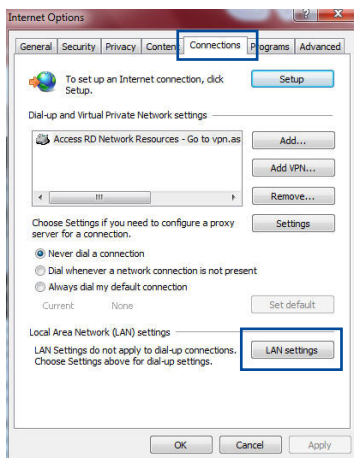 Internet Options
General Security Privacy Content Connections Programs Advanced
To set up an Internet connection, click
Setup.
Setup
Dial-up and Virtual Private Network settings
Access RD Network Resources - Go to vpn.as
Add...
Add VPN...
Remove...
Choose Settings if you need to configure a proxy
server for a connection.
Settings
Never dial a connection
Dial whenever a network connection is not present
Always dial my default connection
Current None
Set default
Local Area Network (LAN) settings
LAN Settings do not apply to dial-up connections.
Choose Settings above for dial-up settings.
LAN settings
OK Cancel Apply